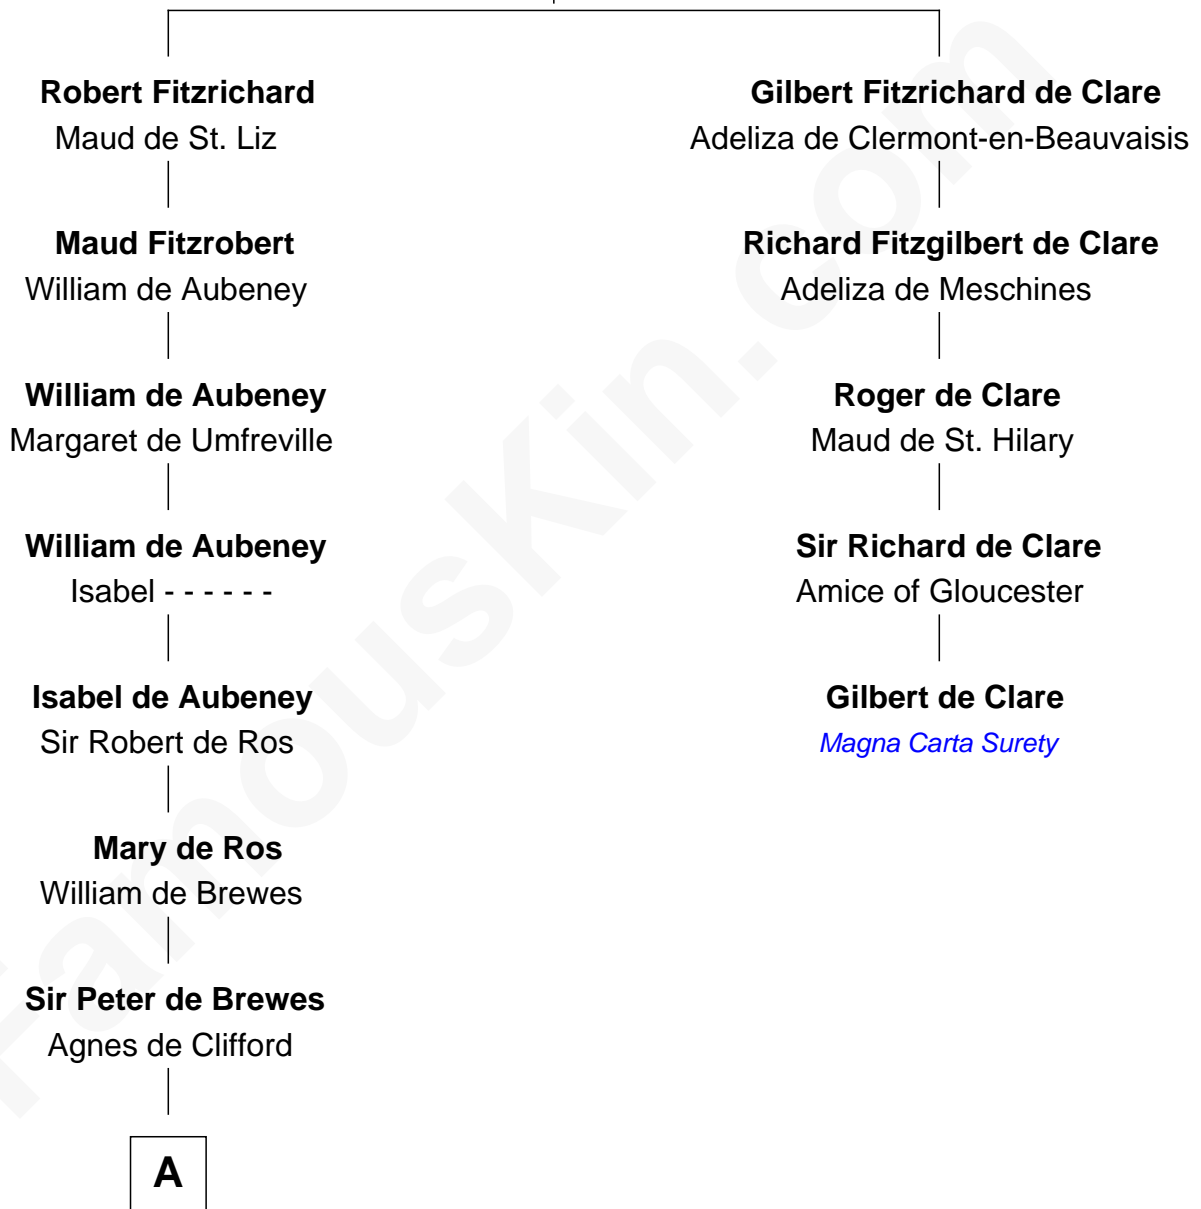 Robert Fitzrichard
Maud de St. Liz
Maud Fitzrobert
William de Aubeney
William de Aubeney
Margaret de Umfreville
William de Aubeney
Isabel - - - - - -
Isabel de Aubeney
Sir Robert de Ros
Mary de Ros
William de Brewes
Sir Peter de Brewes
Agnes de Clifford
A
Gilbert Fitzrichard de Clare
Adeliza de Clermont-en-Beauvaisis
Richard Fitzgilbert de Clare
Adeliza de Meschines
Roger de Clare
Maud de St. Hilary
Sir Richard de Clare
Amice of Gloucester
Gilbert de Clare
Magna Carta Surety
FamousKin.com